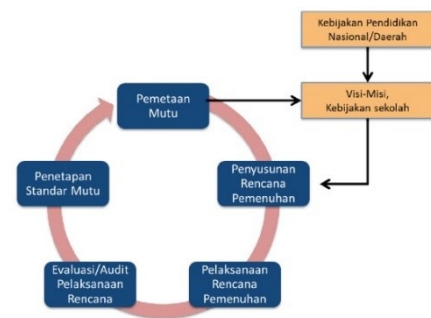 Kebijakan Pendidikan
Nasional/Daerah
Visi-Misi,
Kebijakan sekolah
Pemetaan
Mutu
Penyusunan
Rencana
Pemenuhan
Pelaksanaan
Rencana
Pemenuhan
Evaluasi/Audit
Pelaksanaan
Rencana
Penetapan
Standar Mutu